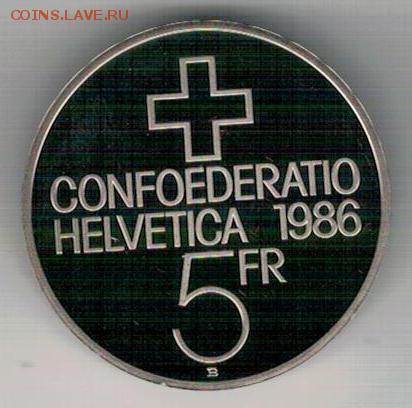 COINS.LAVE.RU
CONFOEDERATIO
HELVETICA 1986
5 FR
B